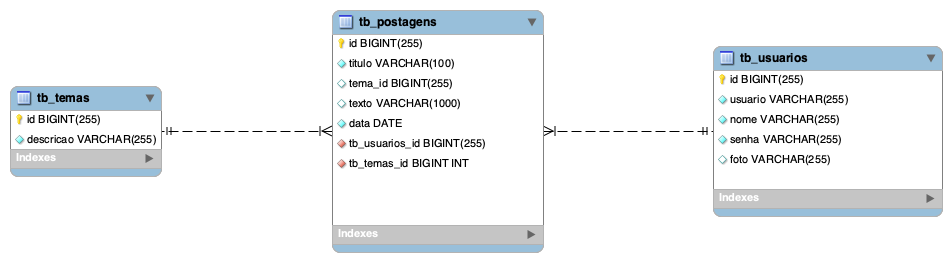 tb_temas
id BIGINT(255)
descricao VARCHAR(255)
Indexes
tb_postagens
id BIGINT(255)
titulo VARCHAR(100)
tema_id BIGINT(255)
texto VARCHAR(1000)
data DATE
tb_usuarios_id BIGINT(255)
tb_temas_id BIGINT INT
Indexes
tb_usuarios
id BIGINT(255)
usuario VARCHAR(255)
nome VARCHAR(255)
senha VARCHAR(255)
foto VARCHAR(255)
Indexes